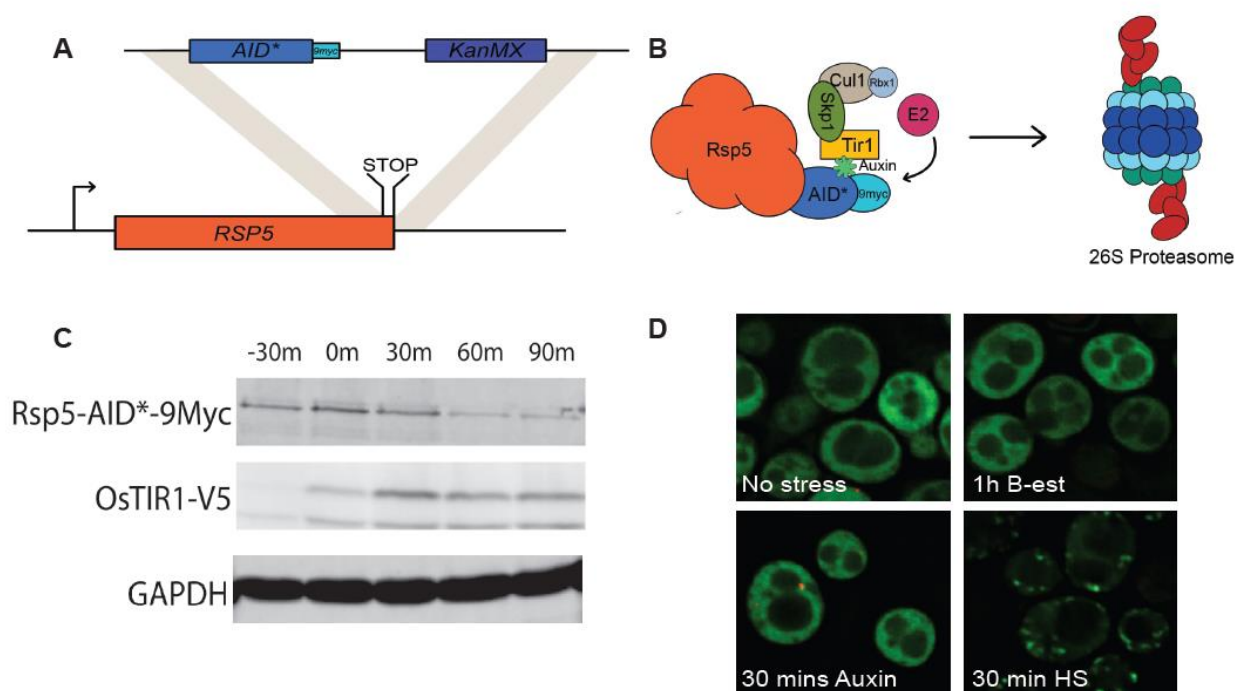 A
AID*
9myc
KanMX
STOP
RSP5
B
Cul1
Rbx1
Skp1
E2
Rsp5
Tir1
Auxin
AID*
9myc
26S Proteasome
C
-30m 0m 30m 60m 90m
Rsp5-AID*-9Myc
OsTIR1-V5
GAPDH
D
No stress
1h B-est
30 mins Auxin
30 min HS